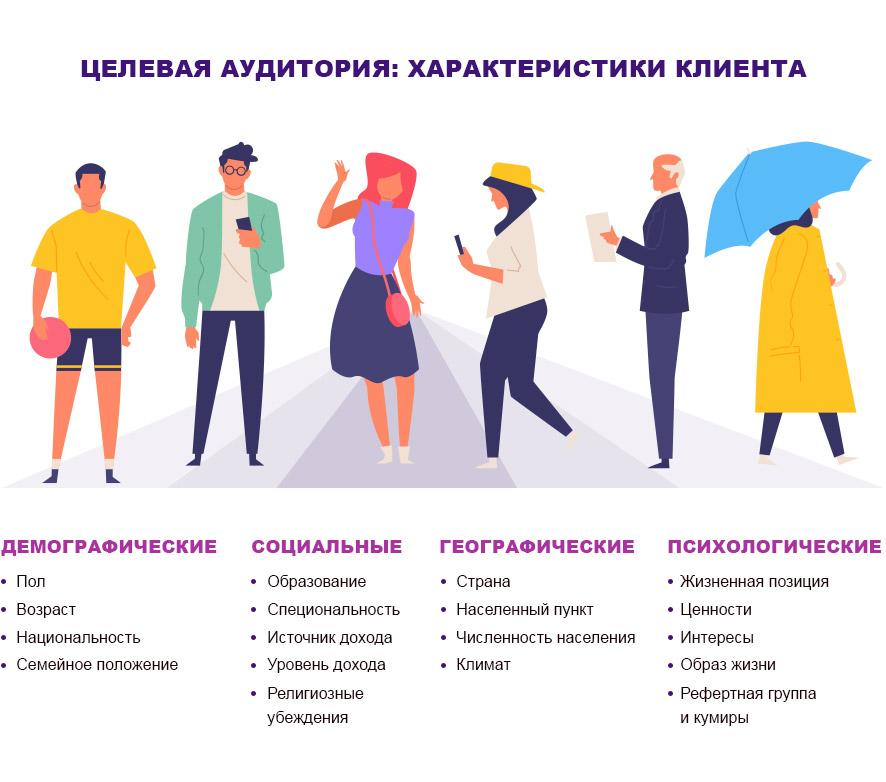 ЦЕЛЕВАЯ АУДИТОРИЯ: ХАРАКТЕРИСТИКИ КЛИЕНТА
ДЕМОГРАФИЧЕСКИЕ
• Пол
• Возраст
• Национальность
• Семейное положение
СОЦИАЛЬНЫЕ
• Образование
• Специональность
• Источник дохода
• Уровень дохода
• Религиозные
убеждения
ГЕОГРАФИЧЕСКИЕ
• Страна
• Населенный пункт
• Численность населения
• Климат
ПСИХОЛОГИЧЕСКИЕ
• Жизненная позиция
• Ценности
• Интересы
• Образ жизни
• Рефертная группа
и кумиры